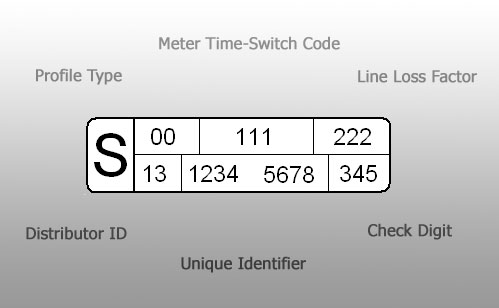 Meter Time-Switch Code
Profile Type
Line Loss Factor
S
00 111 222
13 1234 5678 345
Distributor ID
Check Digit
Unique Identifier